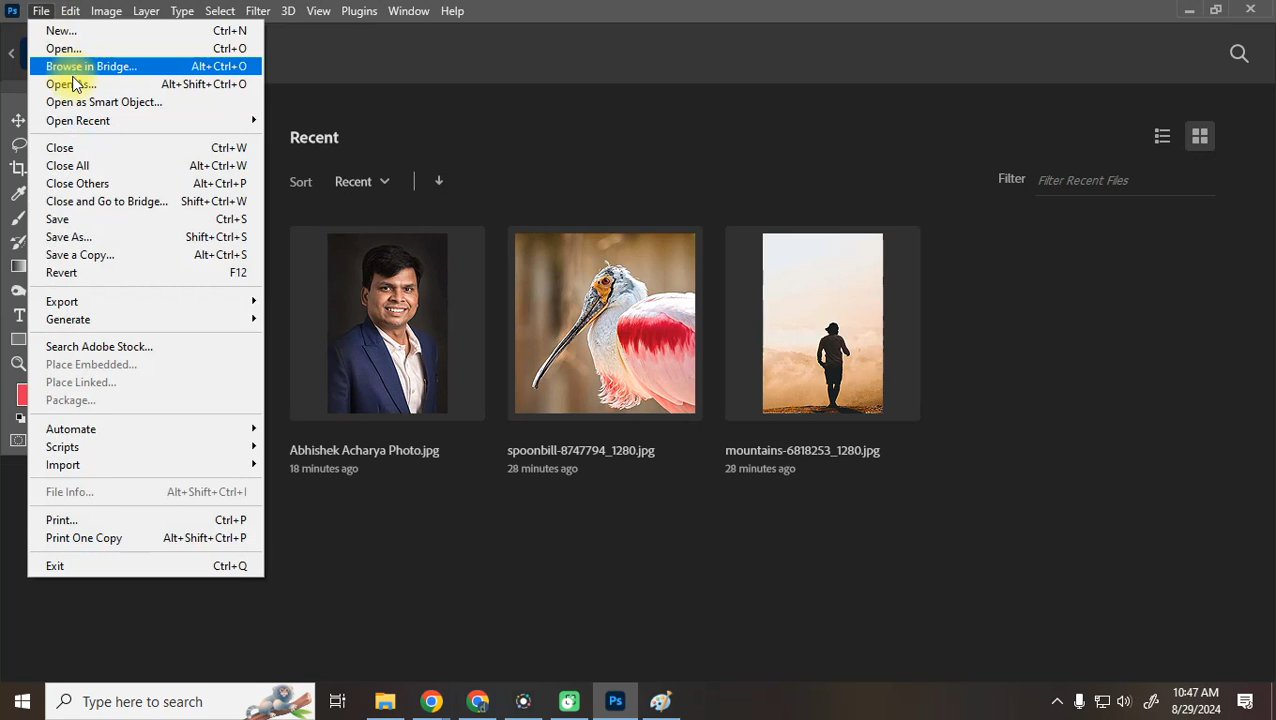 Ps File Edit Image Layer Type Select Filter 3D View Plugins Window Help
New... Ctrl+N
Open... Ctrl+O
Browse in Bridge... Alt+Ctrl+O
Open As... Alt+Shift+Ctrl+O
Open as Smart Object...
Open Recent
Close Ctrl+W
Close All Alt+Ctrl+W
Close Others Alt+Ctrl+P
Close and Go to Bridge... Shift+Ctrl+W
Save Ctrl+S
Save As... Shift+Ctrl+S
Save a Copy... Alt+Ctrl+S
Revert F12
Export
Generate
Search Adobe Stock...
Place Embedded...
Place Linked...
Package...
Automate
Scripts
Import
File Info... Alt+Shift+Ctrl+I
Print... Ctrl+P
Print One Copy Alt+Shift+Ctrl+P
Exit Ctrl+Q
Recent
Sort Recent
Filter Filter Recent Files
Abhishek Acharya Photo.jpg
18 minutes ago
spoonbill-8747794_1280.jpg
28 minutes ago
mountains-6818253_1280.jpg
28 minutes ago
Type here to search
Ps
10:47 AM
8/29/2024